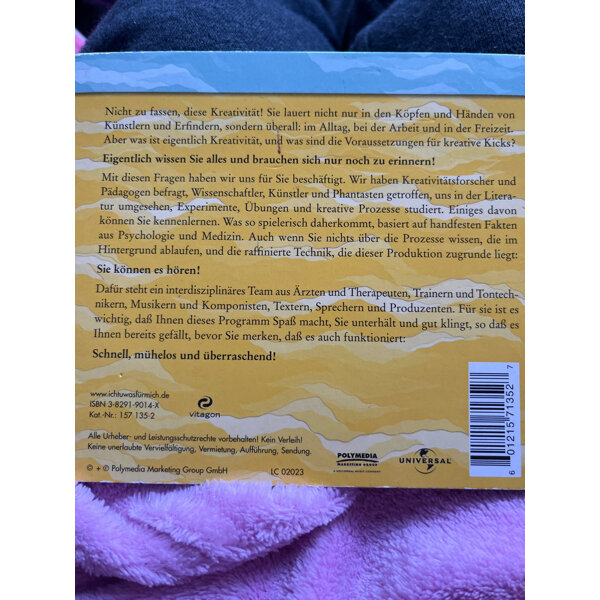 Nicht zu fassen, diese Kreativität! Sie lauert nicht nur in den Köpfen und Händen von
Künstlern und Erfindern, sondern überall: im Alltag, bei der Arbeit und in der Freizeit.
Aber was ist eigentlich Kreativität, und was sind die Voraussetzungen für kreative Kicks?
Eigentlich wissen Sie alles und brauchen sich nur noch zu erinnern!
Mit diesen Fragen haben wir uns für Sie beschäftigt. Wir haben Kreativitätsforscher und
Pädagogen befragt, Wissenschaftler, Künstler und Phantasten getroffen, uns in der Litera-
tur umgesehen, Experimente, Übungen und kreative Prozesse studiert. Einiges davon
können Sie kennenlernen. Was so spielerisch daherkommt, basiert auf handfesten Fakten
aus Psychologie und Medizin. Auch wenn Sie nichts über die Prozesse wissen, die im
Hintergrund ablaufen, und die raffinierte Technik, die dieser Produktion zugrunde liegt:
Sie können es hören!
Dafür steht ein interdisziplinäres Team aus Ärzten und Therapeuten, Trainern und Tontech-
nikern, Musikern und Komponisten, Textern, Sprechern und Produzenten. Für sie ist es
wichtig, daß Ihnen dieses Programm Spaß macht, Sie unterhält und gut klingt, so daß es
Ihnen bereits gefällt, bevor Sie merken, daß es auch funktioniert:
Schnell, mühelos und überraschend!
www.ichtuwasfürmich.de
ISBN 3-8291-9014-X
Kat.-Nr.: 157 135-2
vitagon
Alle Urheber- und Leistungsschutzrechte vorbehalten! Kein Verleih!
Keine unerlaubte Vervielfältigung, Vermietung, Aufführung, Sendung.
© + ℗ Polymedia Marketing Group GmbH
LC 02023
POLYMEDIA
MARKETING GROUP
A UNIVERSAL MUSIC COMPANY
UNIVERSAL
6 01215 71352 7